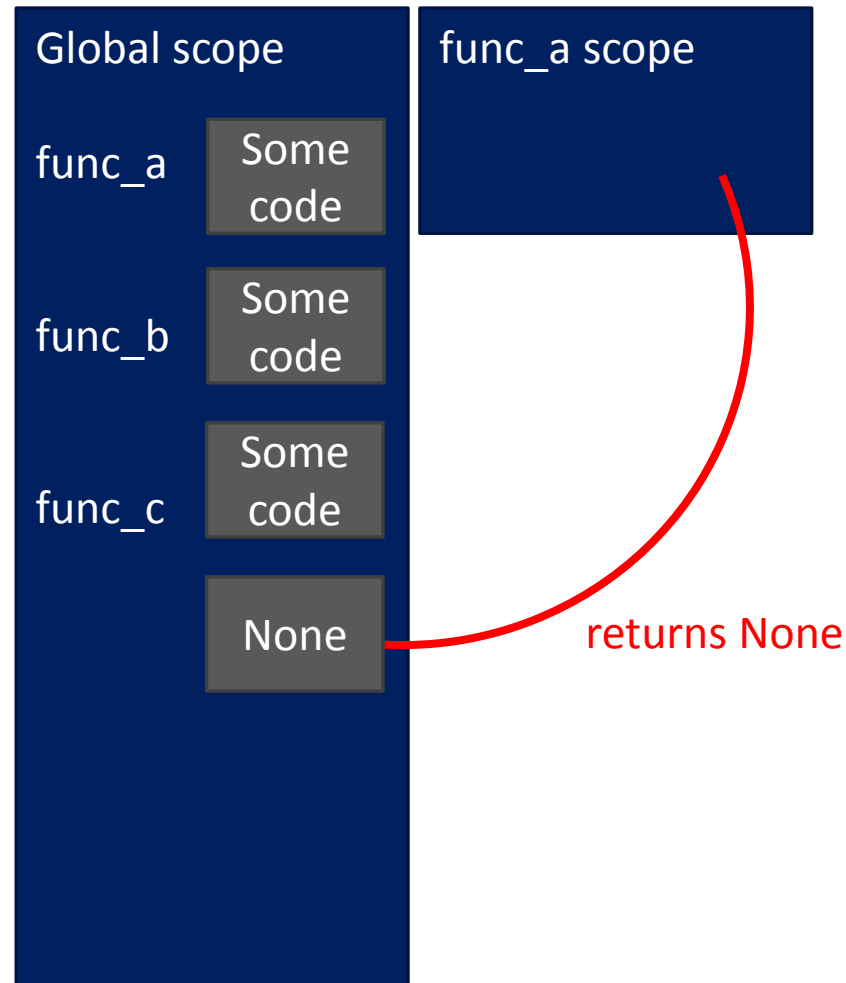 Global scope
func_a scope
func_a
Some
code
func_b
Some
code
func_c
Some
code
None
returns None